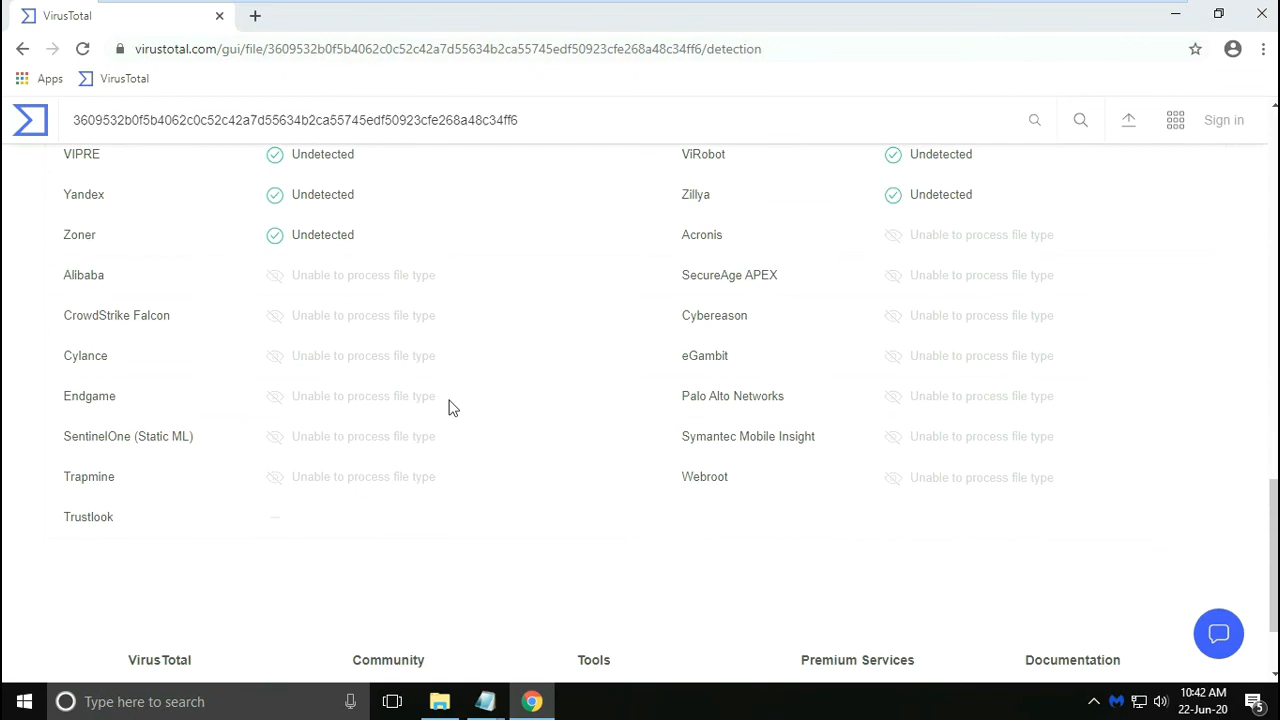 VirusTotal
virustotal.com/gui/file/3609532b0f5b4062c0c52c42a7d55634b2ca55745edf50923cfe268a48c34ff6/detection
Apps VirusTotal
3609532b0f5b4062c0c52c42a7d55634b2ca55745edf50923cfe268a48c34ff6 Sign in
VIPRE Undetected ViRobot Undetected
Yandex Undetected Zillya Undetected
Zoner Undetected Acronis Unable to process file type
Alibaba Unable to process file type SecureAge APEX Unable to process file type
CrowdStrike Falcon Unable to process file type Cybereason Unable to process file type
Cylance Unable to process file type eGambit Unable to process file type
Endgame Unable to process file type Palo Alto Networks Unable to process file type
SentinelOne (Static ML) Unable to process file type Symantec Mobile Insight Unable to process file type
Trapmine Unable to process file type Webroot Unable to process file type
Trustlook —
VirusTotal Community Tools Premium Services Documentation
Type here to search 10:42 AM
22-Jun-20 5